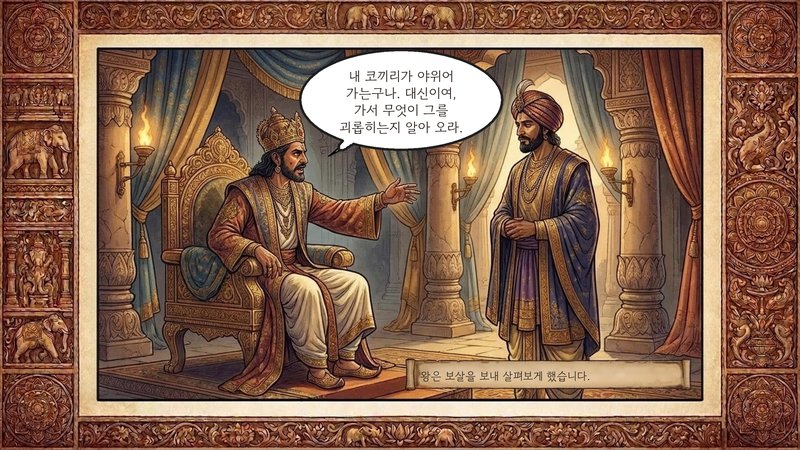 내 코끼리가 야위어
가는구나. 대신이여,
가서 무엇이 그를
괴롭히는지 알아 오라.
왕은 보살을 보내 살펴보게 했습니다.